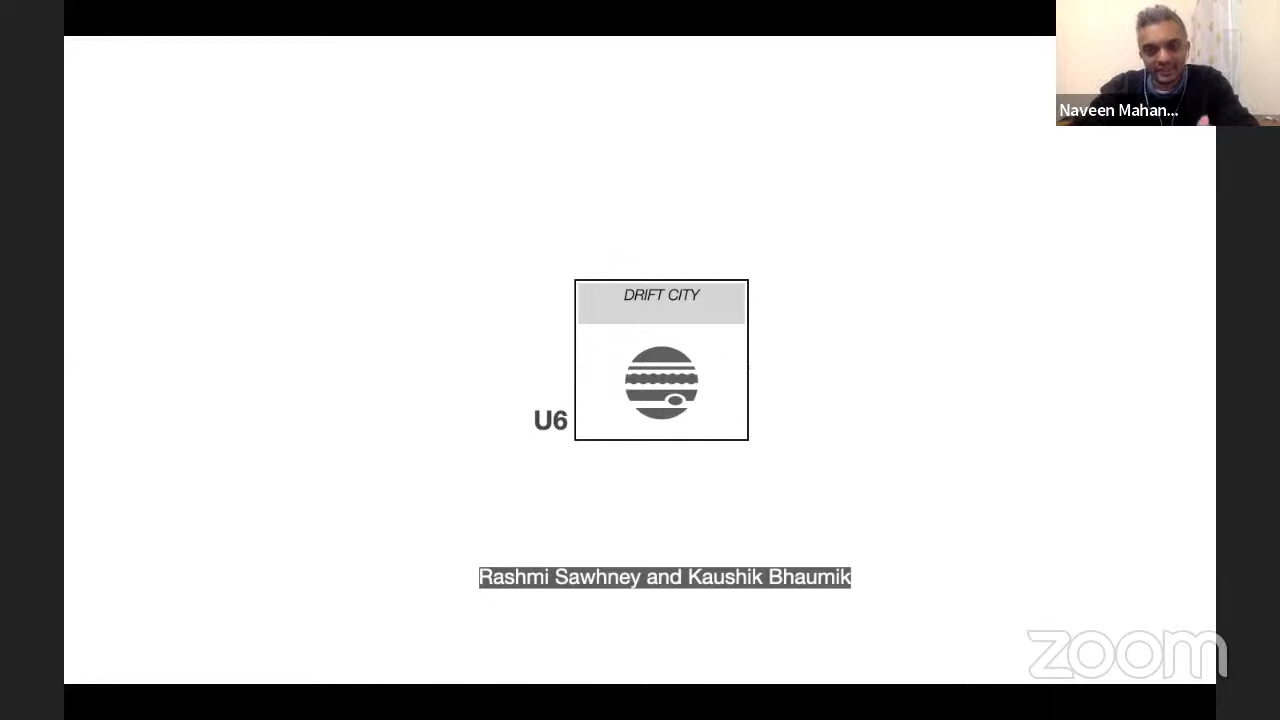 Naveen Mahan...
DRIFT CITY
U6
Rashmi Sawhney and Kaushik Bhaumik
zoom